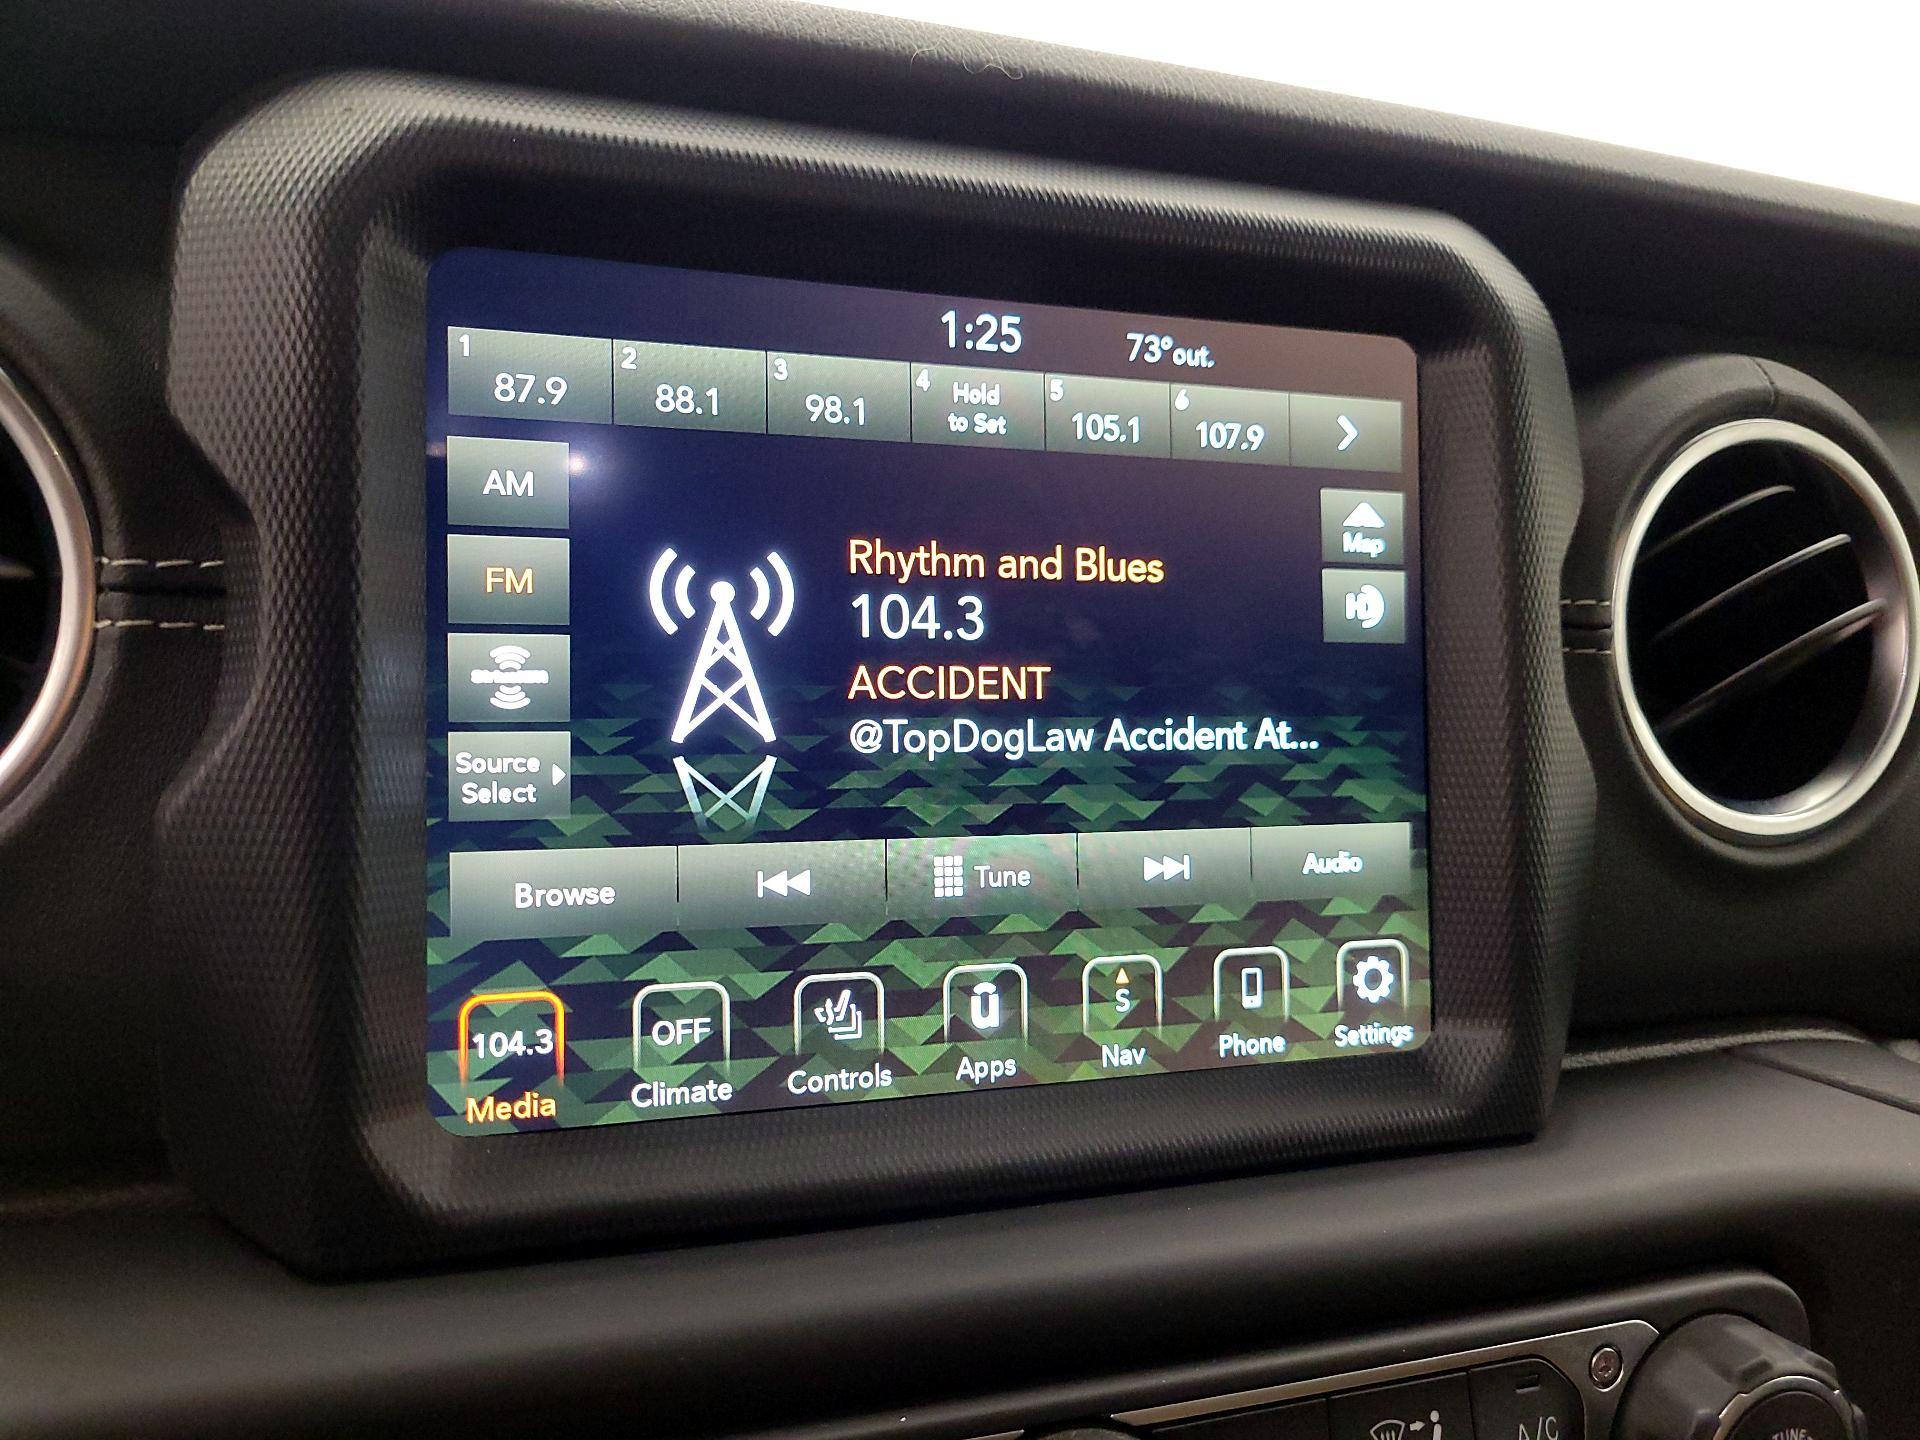 1:25
73°out.
1
87.9
2
88.1
3
98.1
4
Hold
to Set
5
105.1
6
107.9
AM
FM
Source
Select
Rhythm and Blues
104.3
ACCIDENT
@TopDogLaw Accident At...
Map
Browse
Tune
Audio
104.3
Media
OFF
Climate
Controls
u
Apps
S
Nav
Phone
Settings
A/C
TUNE